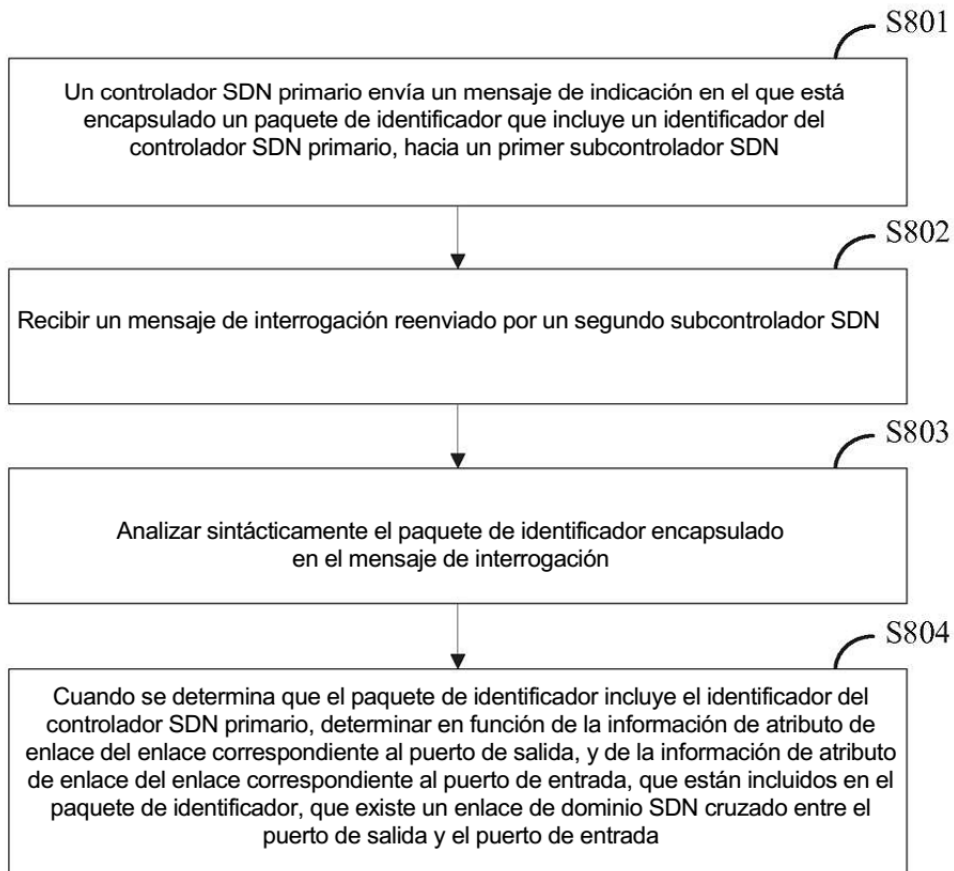 S801
Un controlador SDN primario envía un mensaje de indicación en el que está
encapsulado un paquete de identificador que incluye un identificador del
controlador SDN primario, hacia un primer subcontrolador SDN
S802
Recibir un mensaje de interrogación reenviado por un segundo subcontrolador SDN
S803
Analizar sintácticamente el paquete de identificador encapsulado
en el mensaje de interrogación
S804
Cuando se determina que el paquete de identificador incluye el identificador del
controlador SDN primario, determinar en función de la información de atributo de
enlace del enlace correspondiente al puerto de salida, y de la información de atributo
de enlace del enlace correspondiente al puerto de entrada, que están incluidos en el
paquete de identificador, que existe un enlace de dominio SDN cruzado entre el
puerto de salida y el puerto de entrada